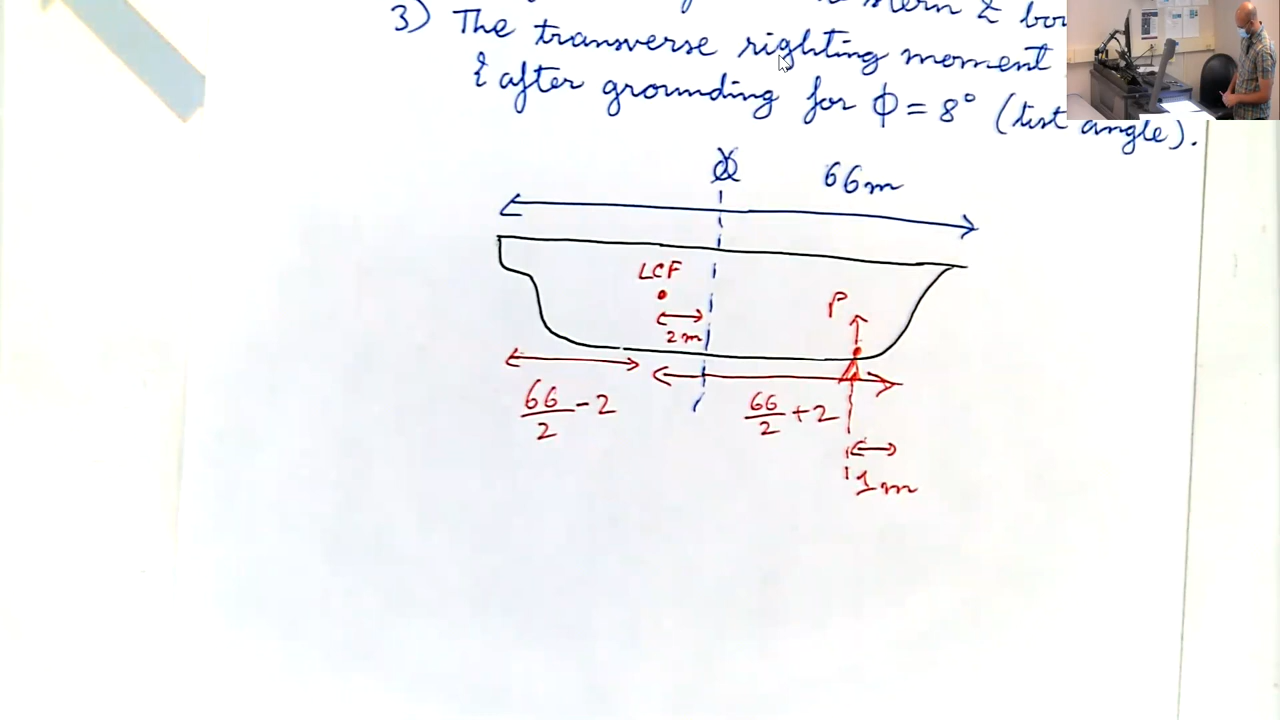 stern & 
3) The transverse righting moment
& after grounding for ϕ = 8° (list angle).
66m
LCF
P
2m
66/2 - 2
66/2 + 2
1m